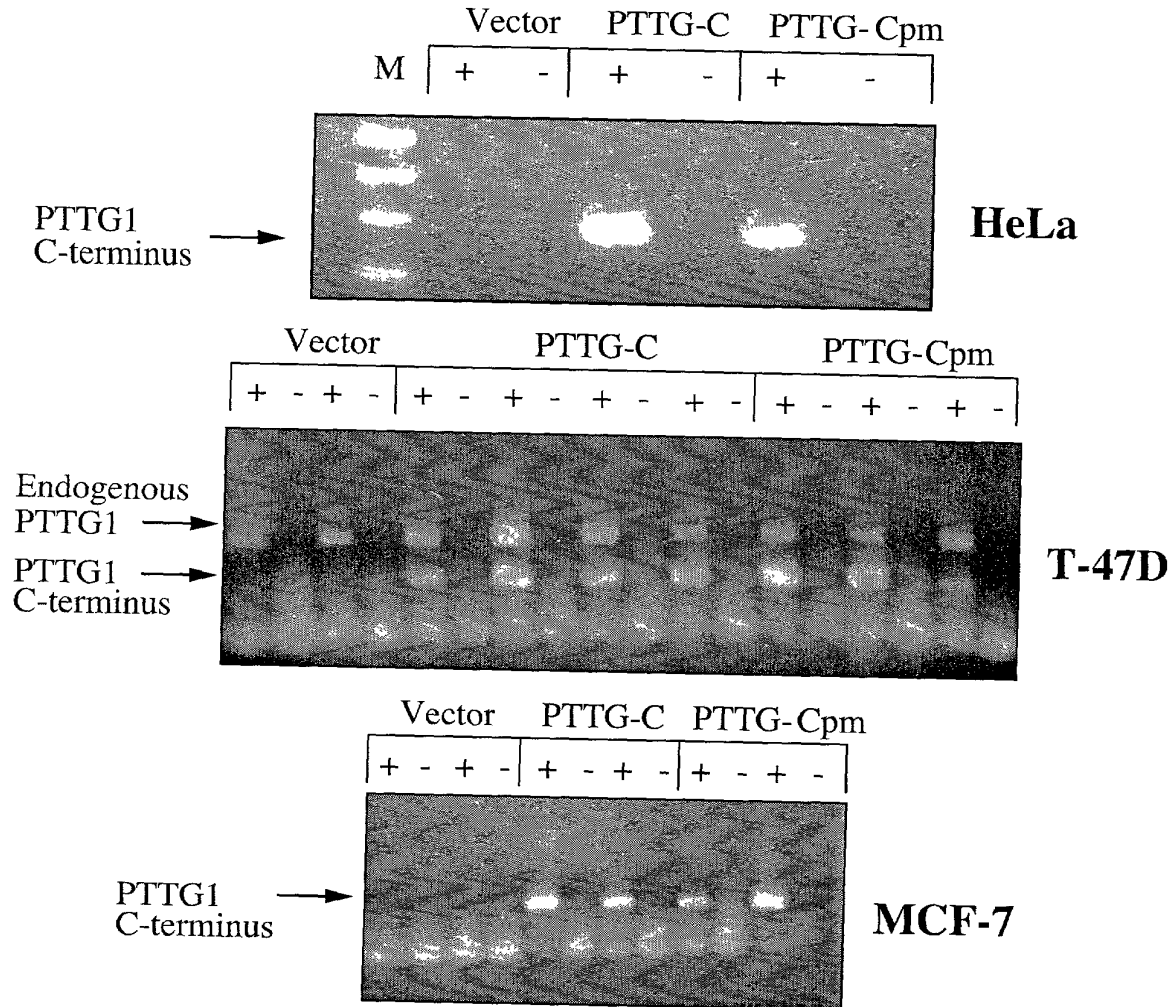 Vector PTTG-C PTTG-Cpm
M + - + - + -
PTTG1
C-terminus
HeLa
Vector PTTG-C PTTG-Cpm
+ - + - + - + - + - + - + - + - + -
Endogenous
PTTG1
PTTG1
C-terminus
T-47D
Vector PTTG-C PTTG-Cpm
+ - + - + - + - + - + -
PTTG1
C-terminus
MCF-7